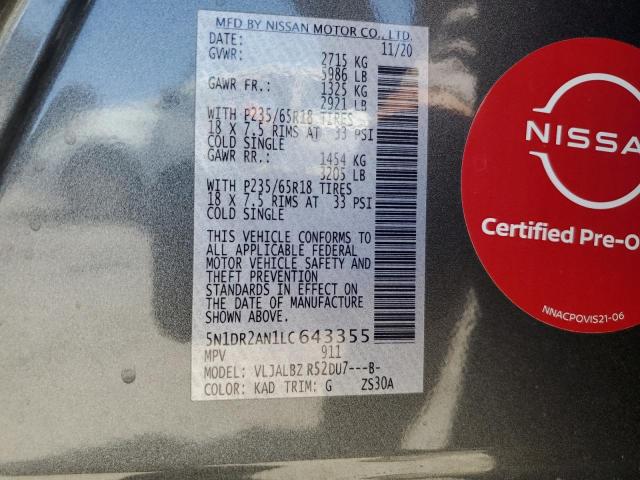 MFD BY NISSAN MOTOR CO., LTD.
DATE: 11/20
GVWR: 2715 KG
5986 LB
GAWR FR.: 1325 KG
2921 LB
WITH P235/65R18 TIRES
18 X 7.5 RIMS AT 33 PSI
COLD SINGLE
GAWR RR.: 1454 KG
3205 LB
WITH P235/65R18 TIRES
18 X 7.5 RIMS AT 33 PSI
COLD SINGLE
THIS VEHICLE CONFORMS TO
ALL APPLICABLE FEDERAL
MOTOR VEHICLE SAFETY AND
THEFT PREVENTION
STANDARDS IN EFFECT ON
THE DATE OF MANUFACTURE
SHOWN ABOVE.
5N1DR2AN1LC643355
MPV 911
MODEL: VLJALBZ R52DU7---B-
COLOR: KAD TRIM: G ZS30A
NISSA
Certified Pre-O
NNACPOVIS21-06